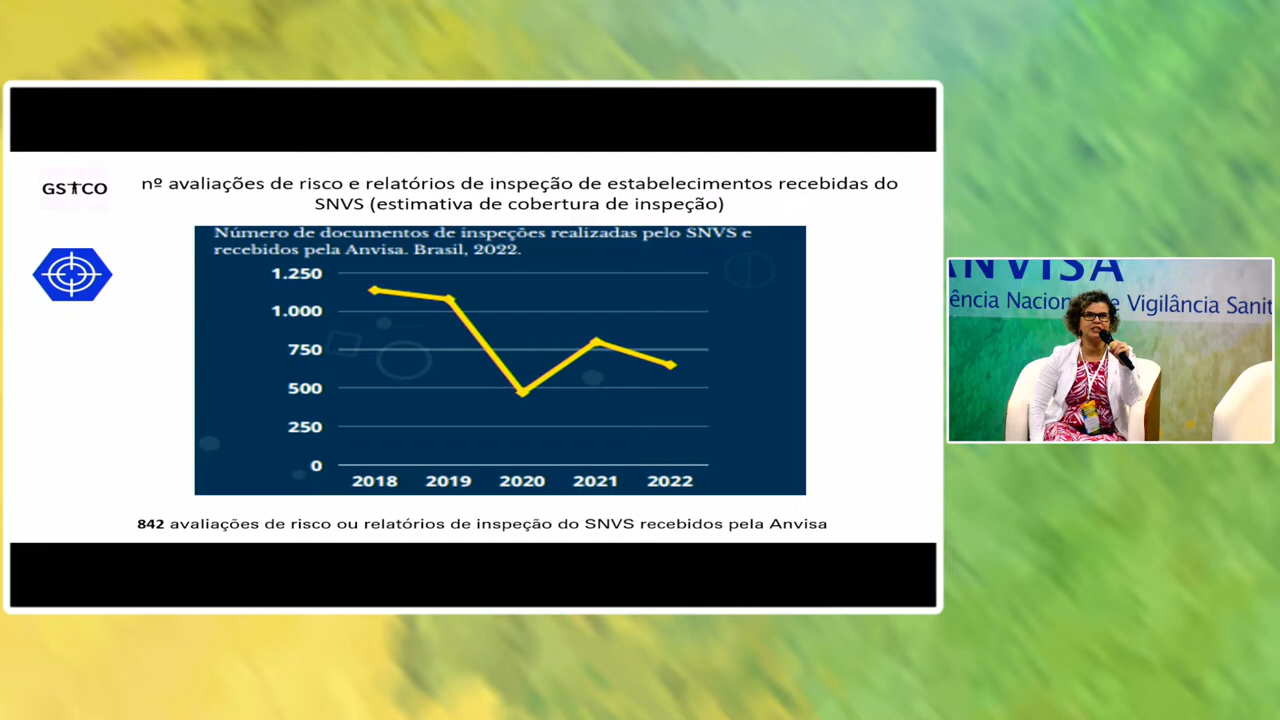 GSTCO
nº avaliações de risco e relatórios de inspeção de estabelecimentos recebidas do
SNVS (estimativa de cobertura de inspeção)
Número de documentos de inspeções realizadas pelo SNVS e
recebidos pela Anvisa. Brasil, 2022.
1.250
1.000
750
500
250
0
2018 2019 2020 2021 2022
842 avaliações de risco ou relatórios de inspeção do SNVS recebidos pela Anvisa
ANVISA
ência Nacion e Vigilância Sanit